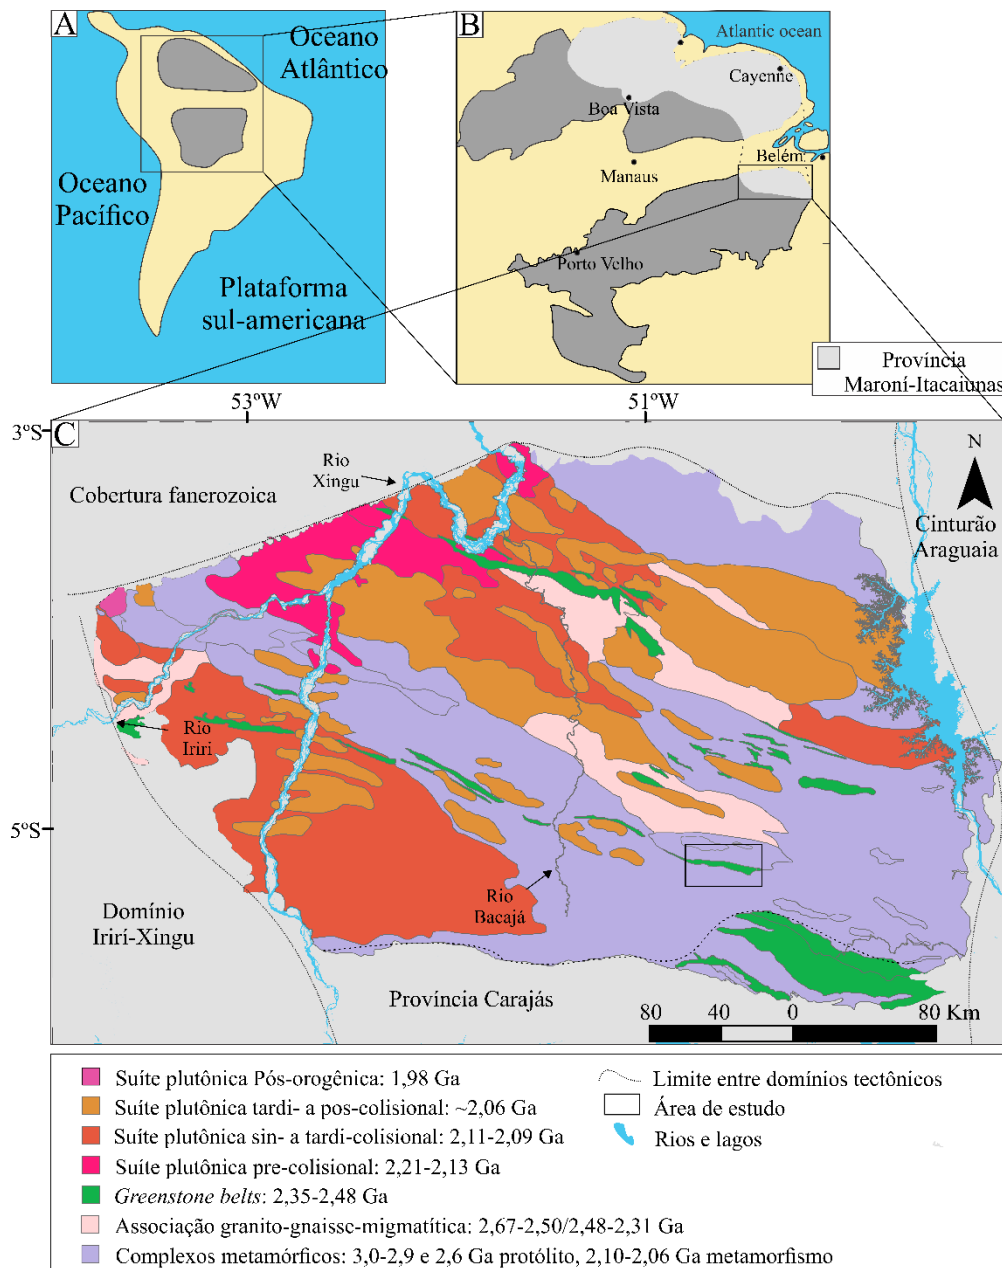 A
Oceano
Atlântico
Oceano
Pacífico
Plataforma
sul-americana
B
Atlantic ocean
Cayenne
Boa Vista
Belém
Manaus
Porto Velho
Província
Maroní-Itacaiunas
53ºW
51ºW
3ºS
C
Rio
Xingu
N
Cobertura fanerozoica
Cinturão
Araguaia
Rio
Iriri
5ºS
Rio
Bacajá
Domínio
Irirí-Xingu
Província Carajás
80 40 0 80 Km
Suíte plutônica Pós-orogênica: 1,98 Ga
Suíte plutônica tardi- a pos-colisional: ~2,06 Ga
Suíte plutônica sin- a tardi-colisional: 2,11-2,09 Ga
Suíte plutônica pre-colisional: 2,21-2,13 Ga
Greenstone belts: 2,35-2,48 Ga
Associação granito-gnaisse-migmatítica: 2,67-2,50/2,48-2,31 Ga
Complexos metamórficos: 3,0-2,9 e 2,6 Ga protólito, 2,10-2,06 Ga metamorfismo
Limite entre domínios tectônicos
Área de estudo
Rios e lagos